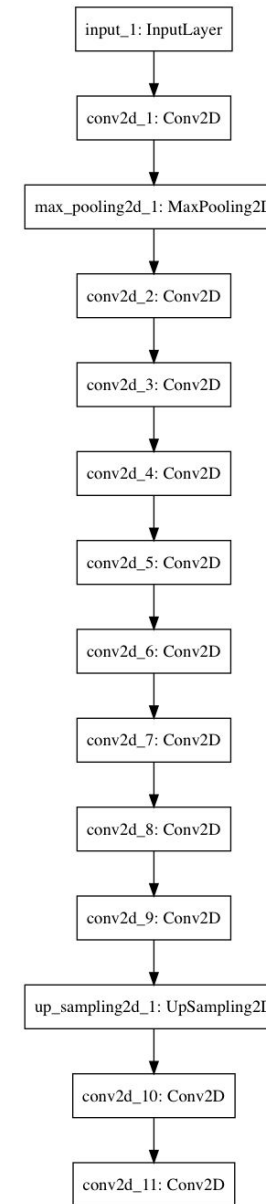 input_1: InputLayer
conv2d_1: Conv2D
max_pooling2d_1: MaxPooling2D
conv2d_2: Conv2D
conv2d_3: Conv2D
conv2d_4: Conv2D
conv2d_5: Conv2D
conv2d_6: Conv2D
conv2d_7: Conv2D
conv2d_8: Conv2D
conv2d_9: Conv2D
up_sampling2d_1: UpSampling2D
conv2d_10: Conv2D
conv2d_11: Conv2D